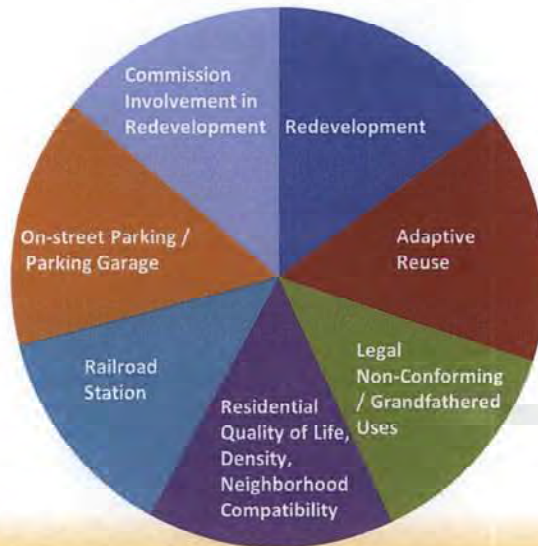 Commission
Involvement in
Redevelopment
Redevelopment
Adaptive
Reuse
Legal
Non-Conforming
/ Grandfathered
Uses
Residential
Quality of Life,
Density,
Neighborhood
Compatibility
Railroad
Station
On-street Parking /
Parking Garage